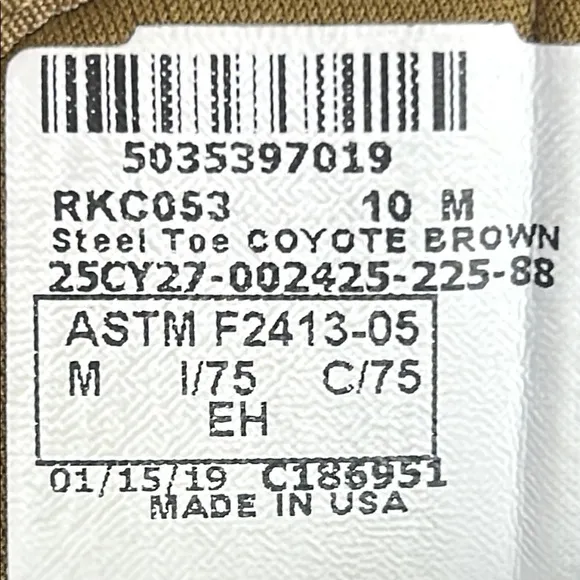 5035397019
RKC053 10 M
Steel Toe COYOTE BROWN
25CY27-002425-225-88
ASTM F2413-05
M I/75 C/75
EH
01/15/19 C186951
MADE IN USA